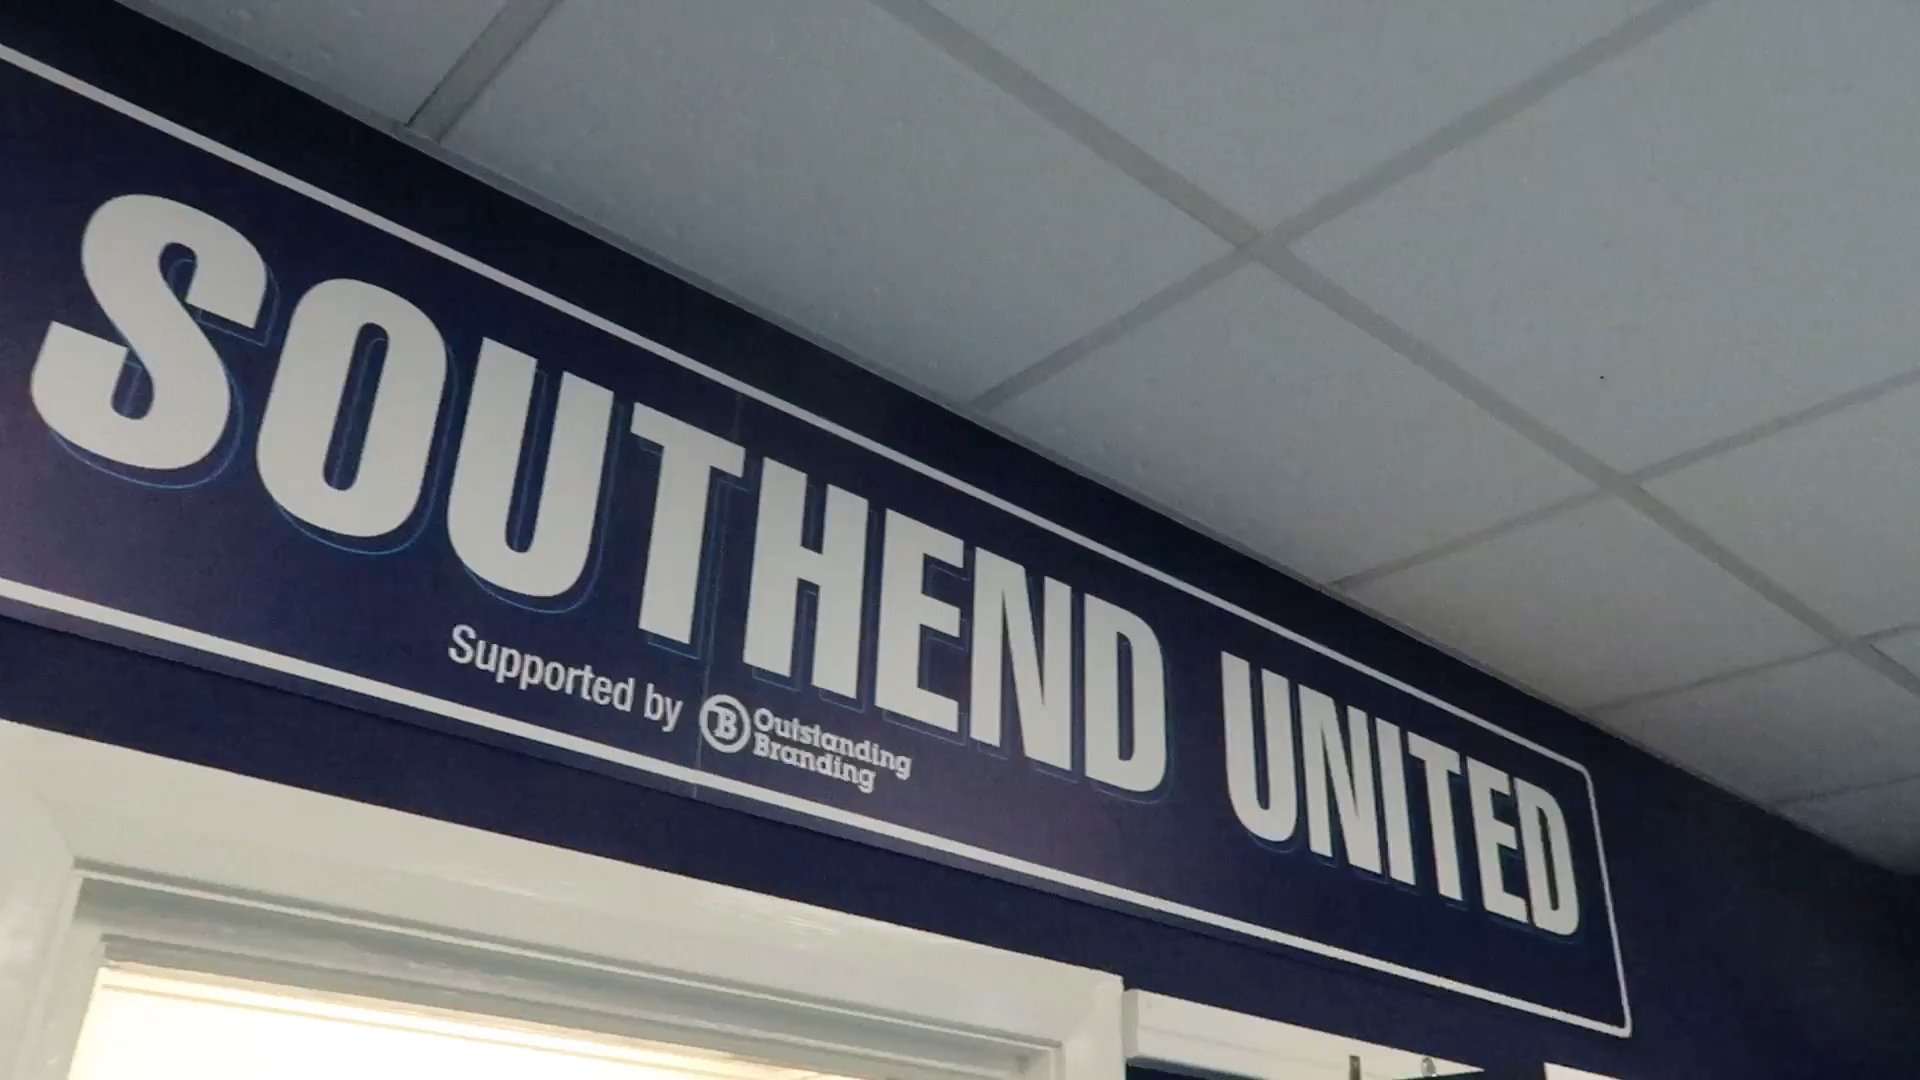 SOUTHEND UNITED
Supported by
B
Outstanding
Branding